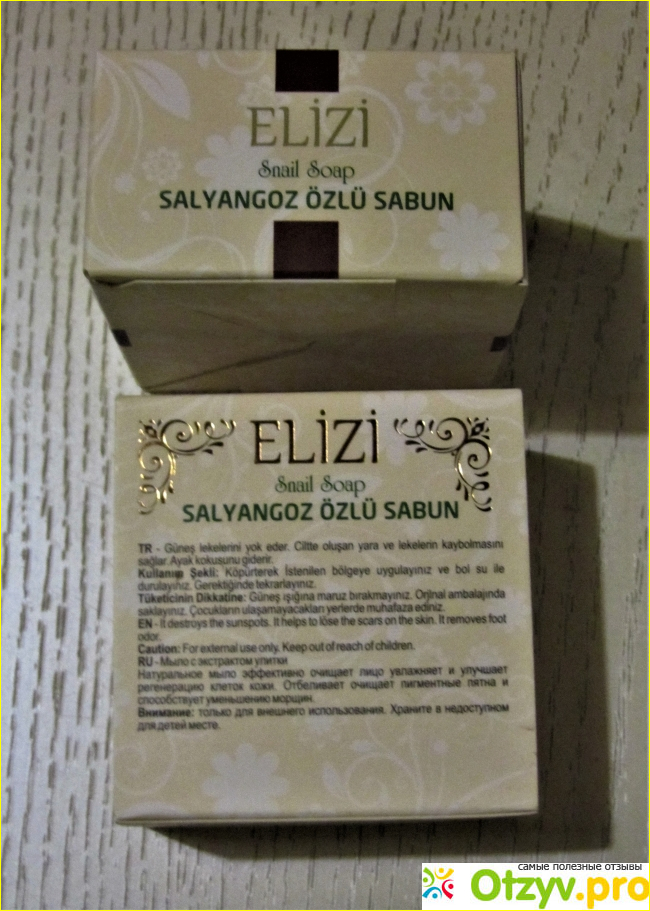 ELİZİ
Snail Soap
SALYANGOZ ÖZLÜ SABUN
ELİZİ
Snail Soap
SALYANGOZ ÖZLÜ SABUN
TR - Güneş lekelerini yok eder. Ciltte oluşan yara ve lekelerin kaybolmasını
sağlar. Ayak kokusunu giderir.
Kullanım Şekli: Köpürterek İstenilen bölgeye uygulayınız ve bol su ile
durulayınız. Gerektiğinde tekrarlayınız.
Tüketicinin Dikkatine: Güneş ışığına maruz bırakmayınız. Orjinal ambalajında
saklayınız. Çocukların ulaşamayacakları yerlerde muhafaza ediniz.
EN - It destroys the sunspots. It helps to lose the scars on the skin. It removes foot
odor.
Caution: For external use only. Keep out of reach of children.
RU - Мыло с экстрактом улитки
Натуральное мыло эффективно очищает лицо увлажняет и улучшает
регенерацию клеток кожи. Отбеливает очищает пигментные пятна и
способствует уменьшению морщин.
Внимание: только для внешнего использования. Храните в недоступном
для детей месте.
самые полезные отзывы
Otzyv.pro